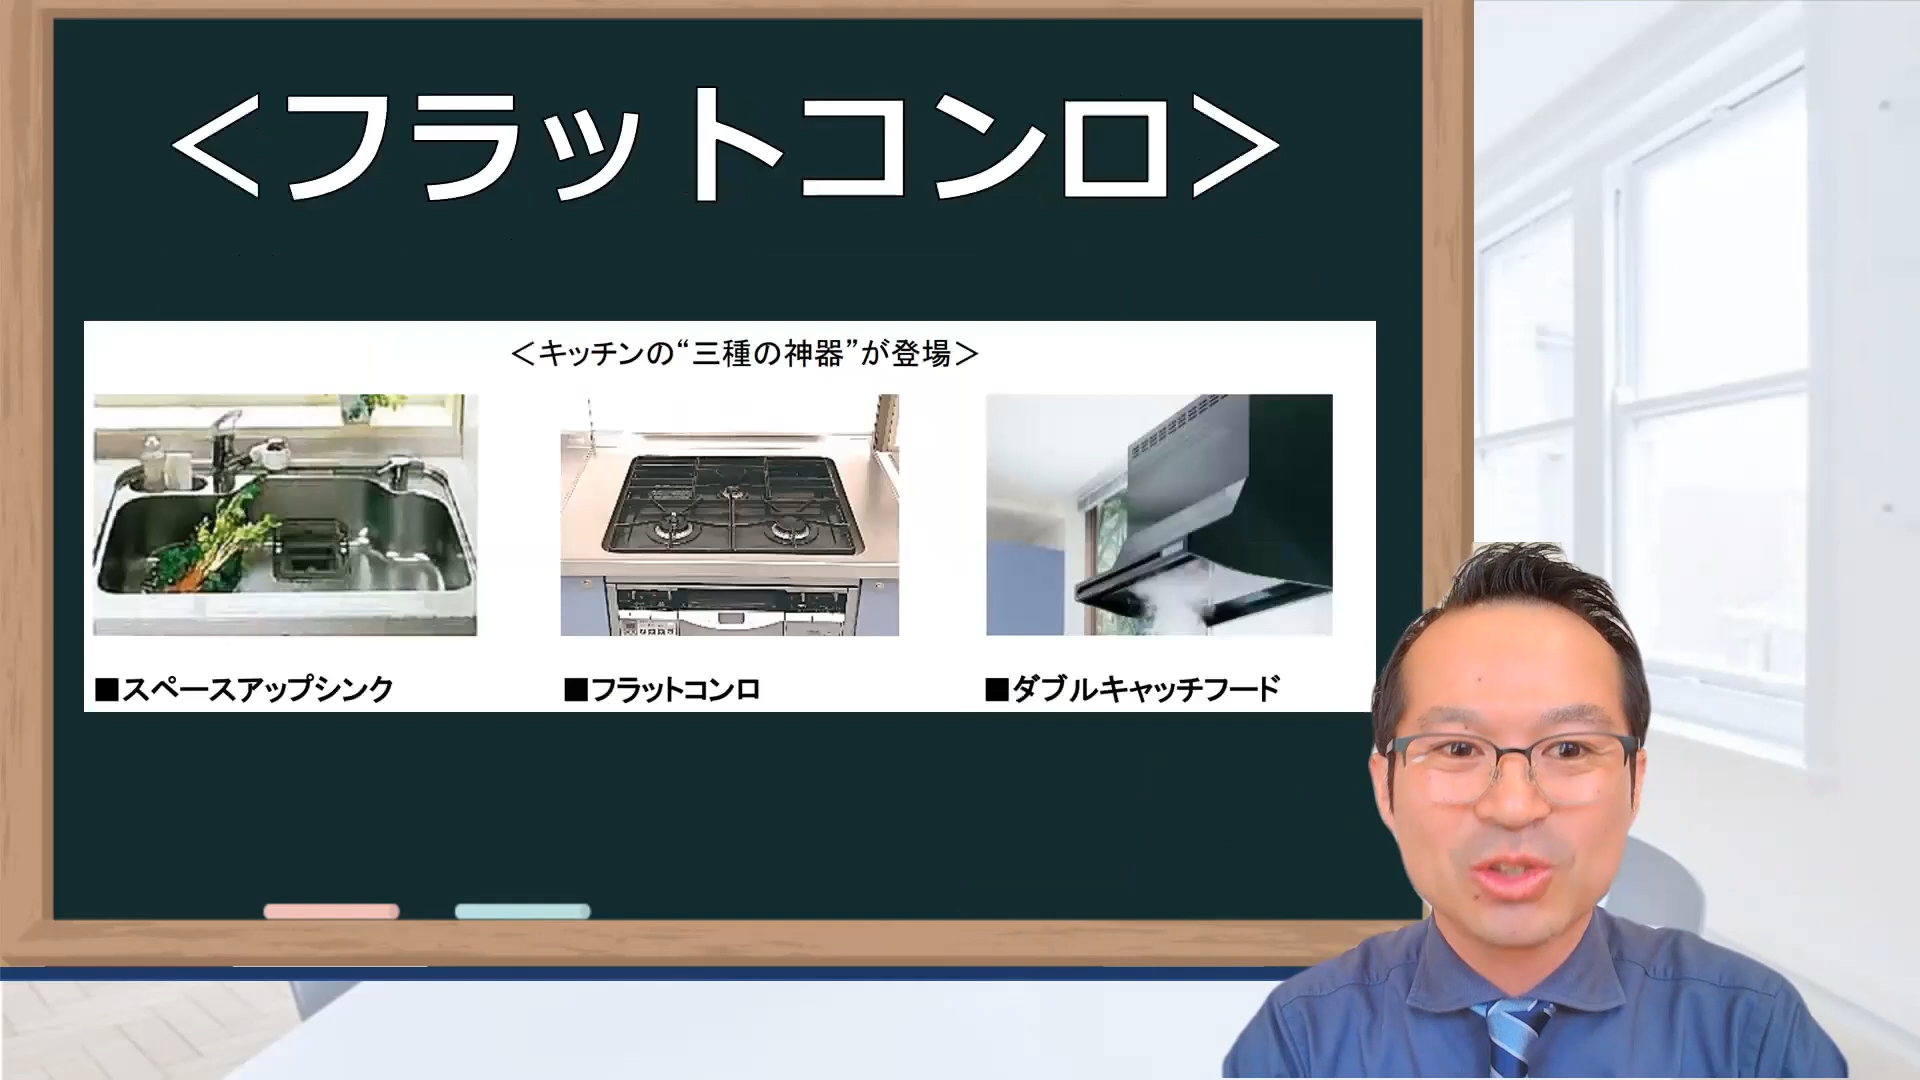 ＜フラットコンロ＞
＜キッチンの“三種の神器”が登場＞
■スペースアップシンク
■フラットコンロ
■ダブルキャッチフード